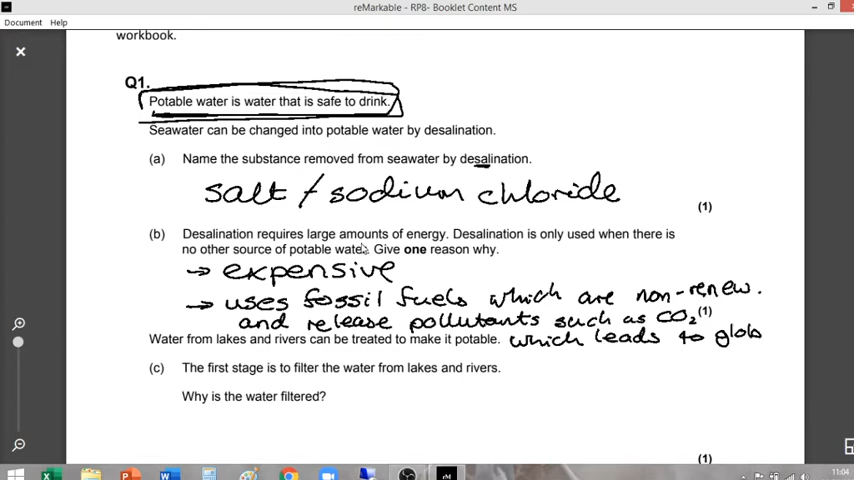 reMarkable - RP8- Booklet Content MS
Document Help
workbook.
Q1.
Potable water is water that is safe to drink.
Seawater can be changed into potable water by desalination.
(a) Name the substance removed from seawater by desalination.
salt / sodium chloride
(1)
(b) Desalination requires large amounts of energy. Desalination is only used when there is
no other source of potable water. Give one reason why.
→ expensive
→ uses fossil fuels which are non-renew.
and release pollutants such as CO2 (1)
Water from lakes and rivers can be treated to make it potable. which leads to glob
(c) The first stage is to filter the water from lakes and rivers.
Why is the water filtered?
(1)
11:04